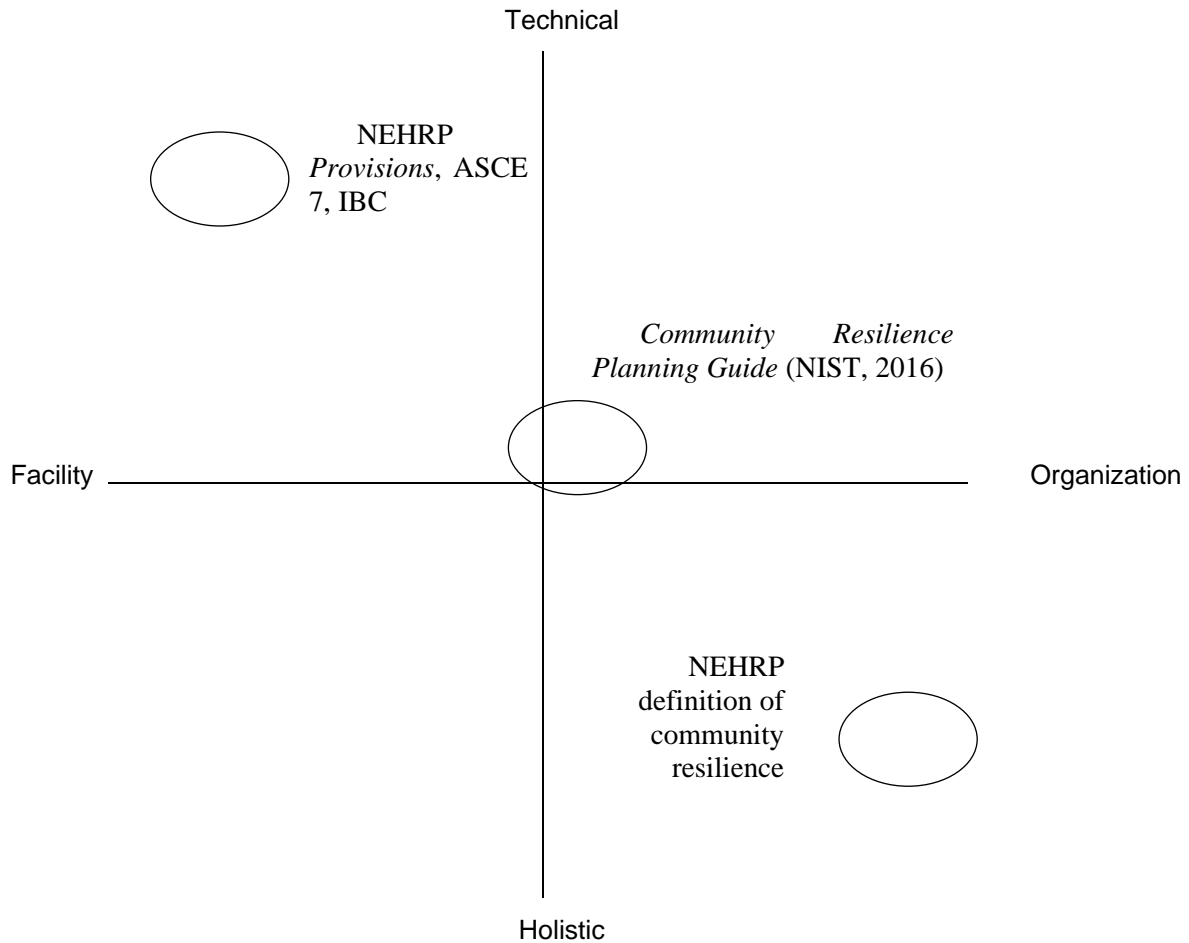 Technical
NEHRP
Provisions, ASCE
7, IBC
Community Resilience
Planning Guide (NIST, 2016)
Facility
Organization
NEHRP
definition of
community
resilience
Holistic